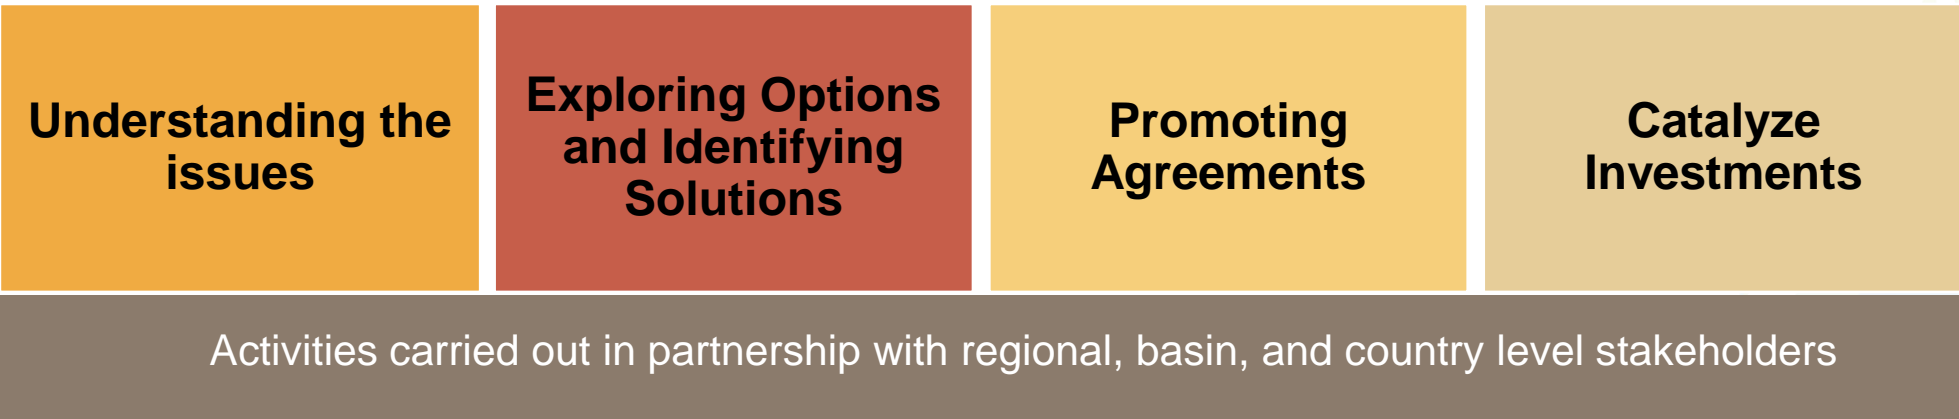 Understanding the
issues
Exploring Options
and Identifying
Solutions
Promoting
Agreements
Catalyze
Investments
Activities carried out in partnership with regional, basin, and country level stakeholders